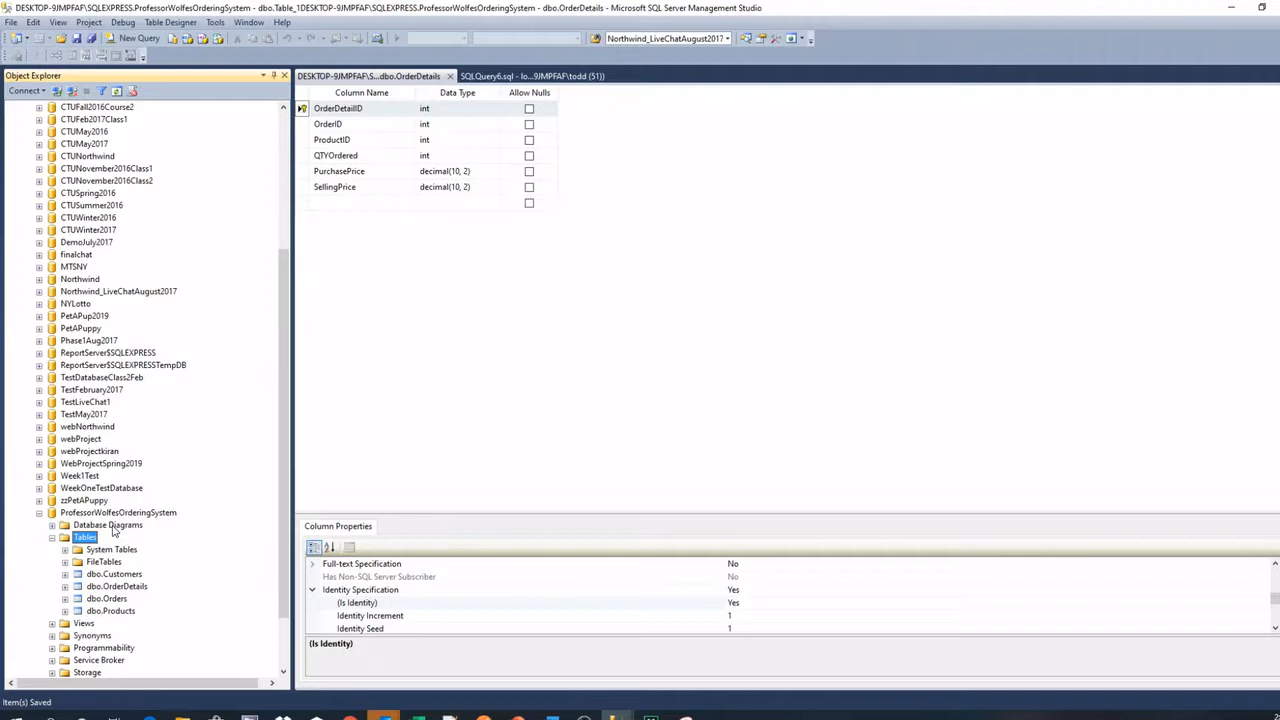 DESKTOP-9JMPFAF\SQLEXPRESS.ProfessorWolfesOrderingSystem - dbo.Table_1DESKTOP-9JMPFAF\SQLEXPRESS.ProfessorWolfesOrderingSystem - dbo.OrderDetails - Microsoft SQL Server Management Studio
File Edit View Project Debug Table Designer Tools Window Help
New Query Northwind_LiveChatAugust2017
Object Explorer
DESKTOP-9JMPFAF\S...dbo.OrderDetails
SQLQuery6.sql - lo...9JMPFAF\todd (51))
Connect
CTUFall2016Course2
CTUFeb2017Class1
CTUMay2016
CTUMay2017
CTUNorthwind
CTUNovember2016Class1
CTUNovember2016Class2
CTUSpring2016
CTUSummer2016
CTUWinter2016
CTUWinter2017
DemoJuly2017
finalchat
MTSNY
Northwind
Northwind_LiveChatAugust2017
NYLotto
PetAPup2019
PetAPuppy
Phase1Aug2017
ReportServer$SQLEXPRESS
ReportServer$SQLEXPRESSTempDB
TestDatabaseClass2Feb
TestFebruary2017
TestLiveChat1
TestMay2017
webNorthwind
webProject
webProjectkiran
WebProjectSpring2019
Week1Test
WeekOneTestDatabase
zzPetAPuppy
ProfessorWolfesOrderingSystem
Database Diagrams
Tables
System Tables
FileTables
dbo.Customers
dbo.OrderDetails
dbo.Orders
dbo.Products
Views
Synonyms
Programmability
Service Broker
Storage
Column Name Data Type Allow Nulls
OrderDetailID int
OrderID int
ProductID int
QTYOrdered int
PurchasePrice decimal(10, 2)
SellingPrice decimal(10, 2)
Column Properties
Full-text Specification No
Has Non-SQL Server Subscriber No
Identity Specification Yes
(Is Identity) Yes
Identity Increment 1
Identity Seed 1
(Is Identity)
Item(s) Saved